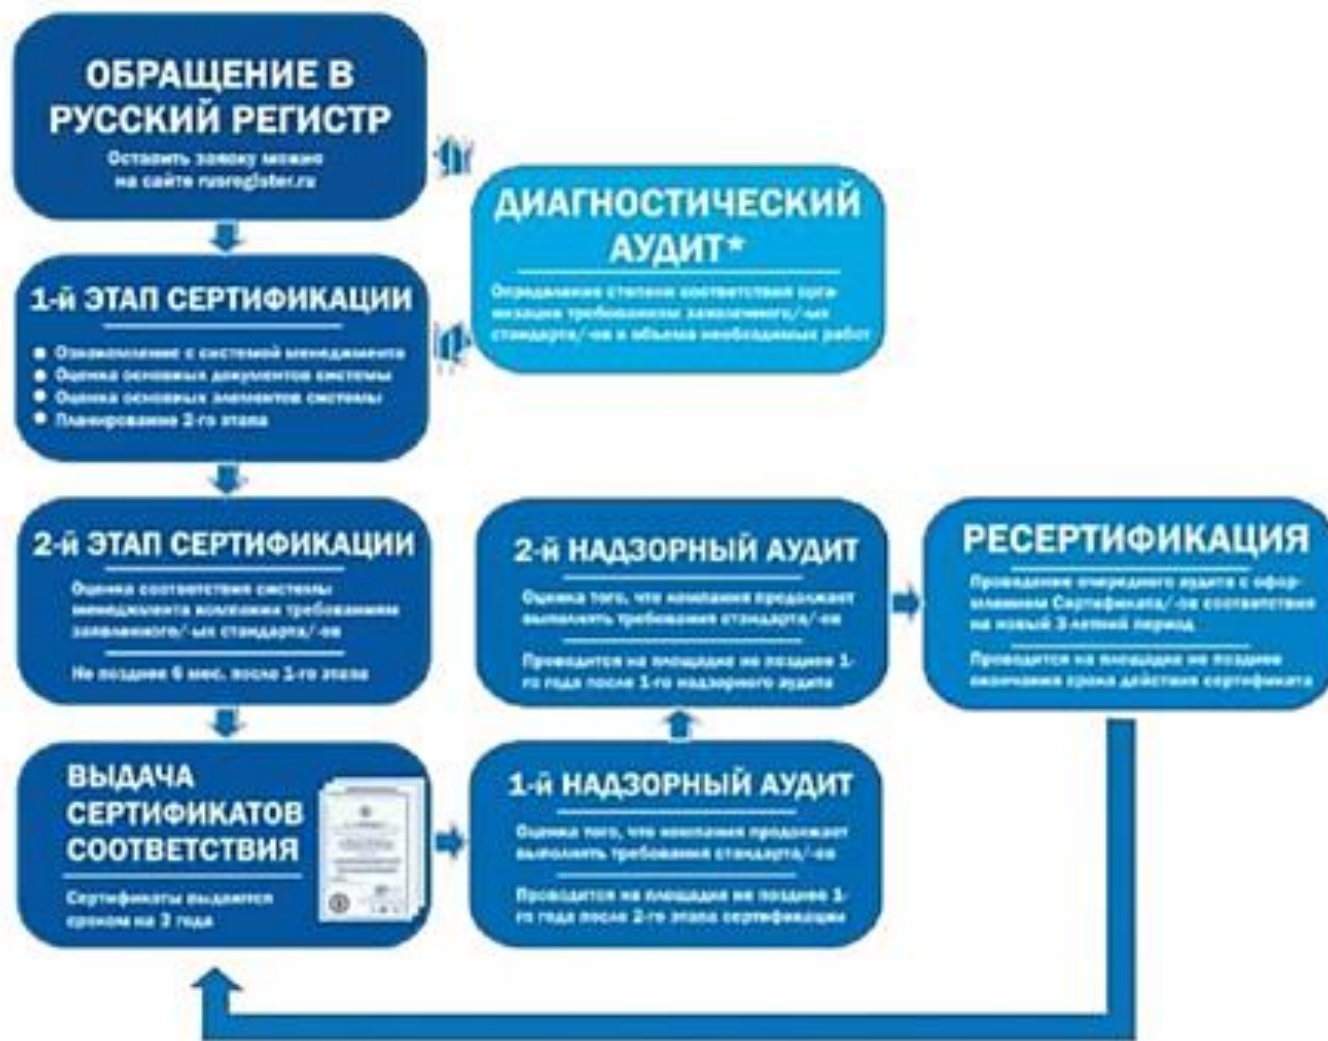 ОБРАЩЕНИЕ В
РУССКИЙ РЕГИСТР
Оставить заявку можно
на сайте rusregister.ru
ДИАГНОСТИЧЕСКИЙ
АУДИТ*
Определение степени соответствия орга-
низации требованиям заявленного/-ых
стандарта/-ов и объема необходимых работ
1-й ЭТАП СЕРТИФИКАЦИИ
Ознакомление с системой менеджмента
Оценка основных документов системы
Оценка основных элементов системы
Планирование 2-го этапа
2-й ЭТАП СЕРТИФИКАЦИИ
Оценка соответствия системы
менеджмента компании требованиям
заявленного/-ых стандарта/-ов
Не позднее 6 мес. после 1-го этапа
2-й НАДЗОРНЫЙ АУДИТ
Оценка того, что компания продолжает
выполнять требования стандарта/-ов
Проводится на площадке не позднее 1-
го года после 1-го надзорного аудита
РЕСЕРТИФИКАЦИЯ
Проведение очередного аудита с офор-
млением Сертификата/-ов соответствия
на новый 3-летний период
Проводится на площадке не позднее
окончания срока действия сертификата
ВЫДАЧА
СЕРТИФИКАТОВ
СООТВЕТСТВИЯ
Сертификаты выдаются
сроком на 3 года
1-й НАДЗОРНЫЙ АУДИТ
Оценка того, что компания продолжает
выполнять требования стандарта/-ов
Проводится на площадке не позднее 1-
го года после 2-го этапа сертификации